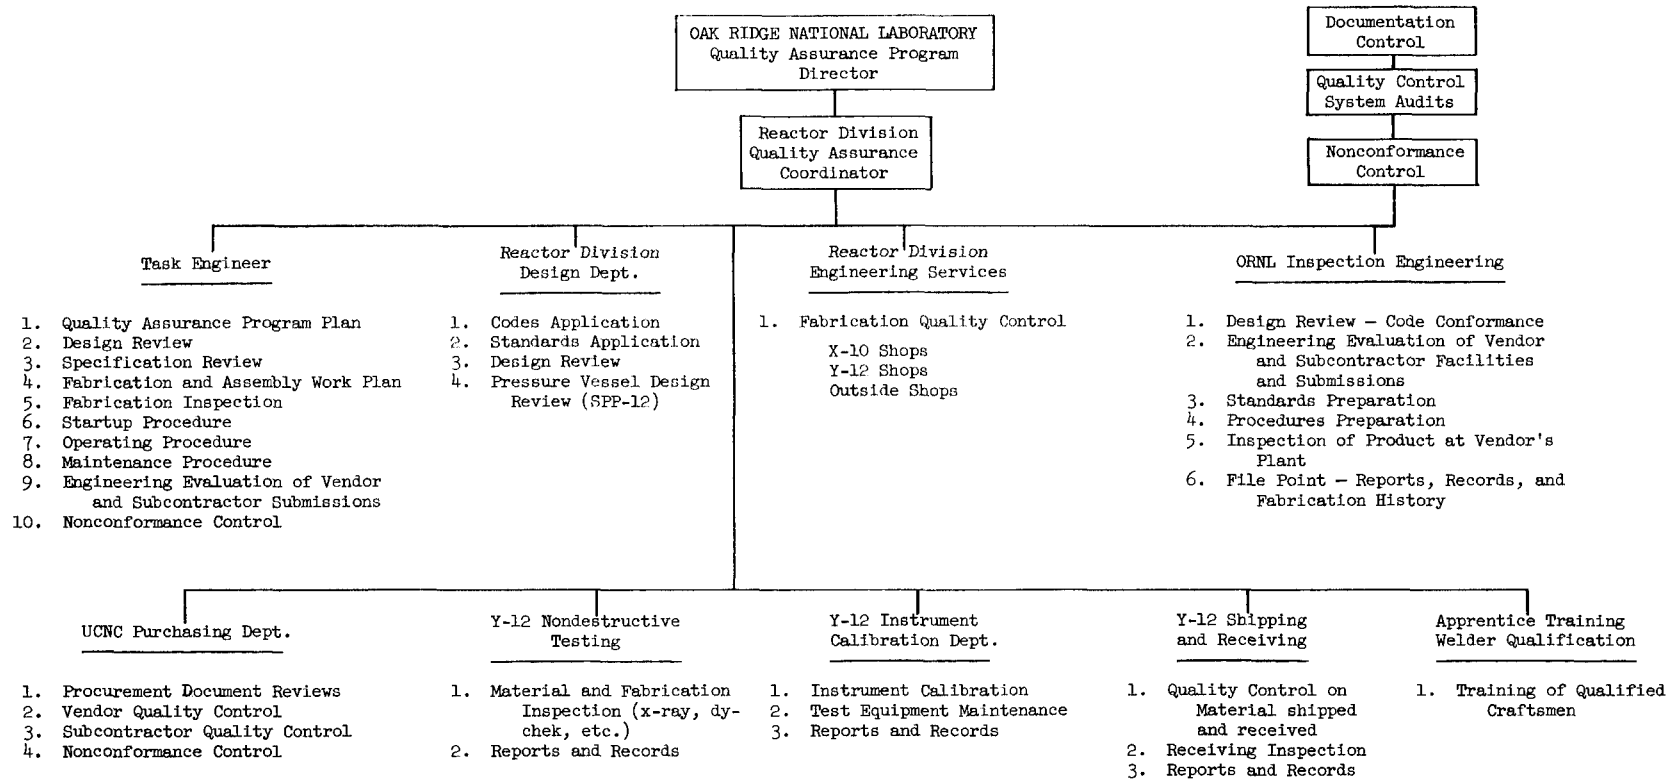 OAK RIDGE NATIONAL LABORATORY
Quality Assurance Program
Director
Reactor Division
Quality Assurance
Coordinator
Documentation
Control
Quality Control
System Audits
Nonconformance
Control
Task Engineer
1. Quality Assurance Program Plan
2. Design Review
3. Specification Review
4. Fabrication and Assembly Work Plan
5. Fabrication Inspection
6. Startup Procedure
7. Operating Procedure
8. Maintenance Procedure
9. Engineering Evaluation of Vendor
and Subcontractor Submissions
10. Nonconformance Control
Reactor Division
Design Dept.
1. Codes Application
2. Standards Application
3. Design Review
4. Pressure Vessel Design
Review (SPP-12)
Reactor Division
Engineering Services
1. Fabrication Quality Control
X-10 Shops
Y-12 Shops
Outside Shops
ORNL Inspection Engineering
1. Design Review — Code Conformance
2. Engineering Evaluation of Vendor
and Subcontractor Facilities
and Submissions
3. Standards Preparation
4. Procedures Preparation
5. Inspection of Product at Vendor's
Plant
6. File Point — Reports, Records, and
Fabrication History
UCNC Purchasing Dept.
1. Procurement Document Reviews
2. Vendor Quality Control
3. Subcontractor Quality Control
4. Nonconformance Control
Y-12 Nondestructive
Testing
1. Material and Fabrication
Inspection (x-ray, dy-
chek, etc.)
2. Reports and Records
Y-12 Instrument
Calibration Dept.
1. Instrument Calibration
2. Test Equipment Maintenance
3. Reports and Records
Y-12 Shipping
and Receiving
1. Quality Control on
Material shipped
and received
2. Receiving Inspection
3. Reports and Records
Apprentice Training
Welder Qualification
1. Training of Qualified
Craftsmen